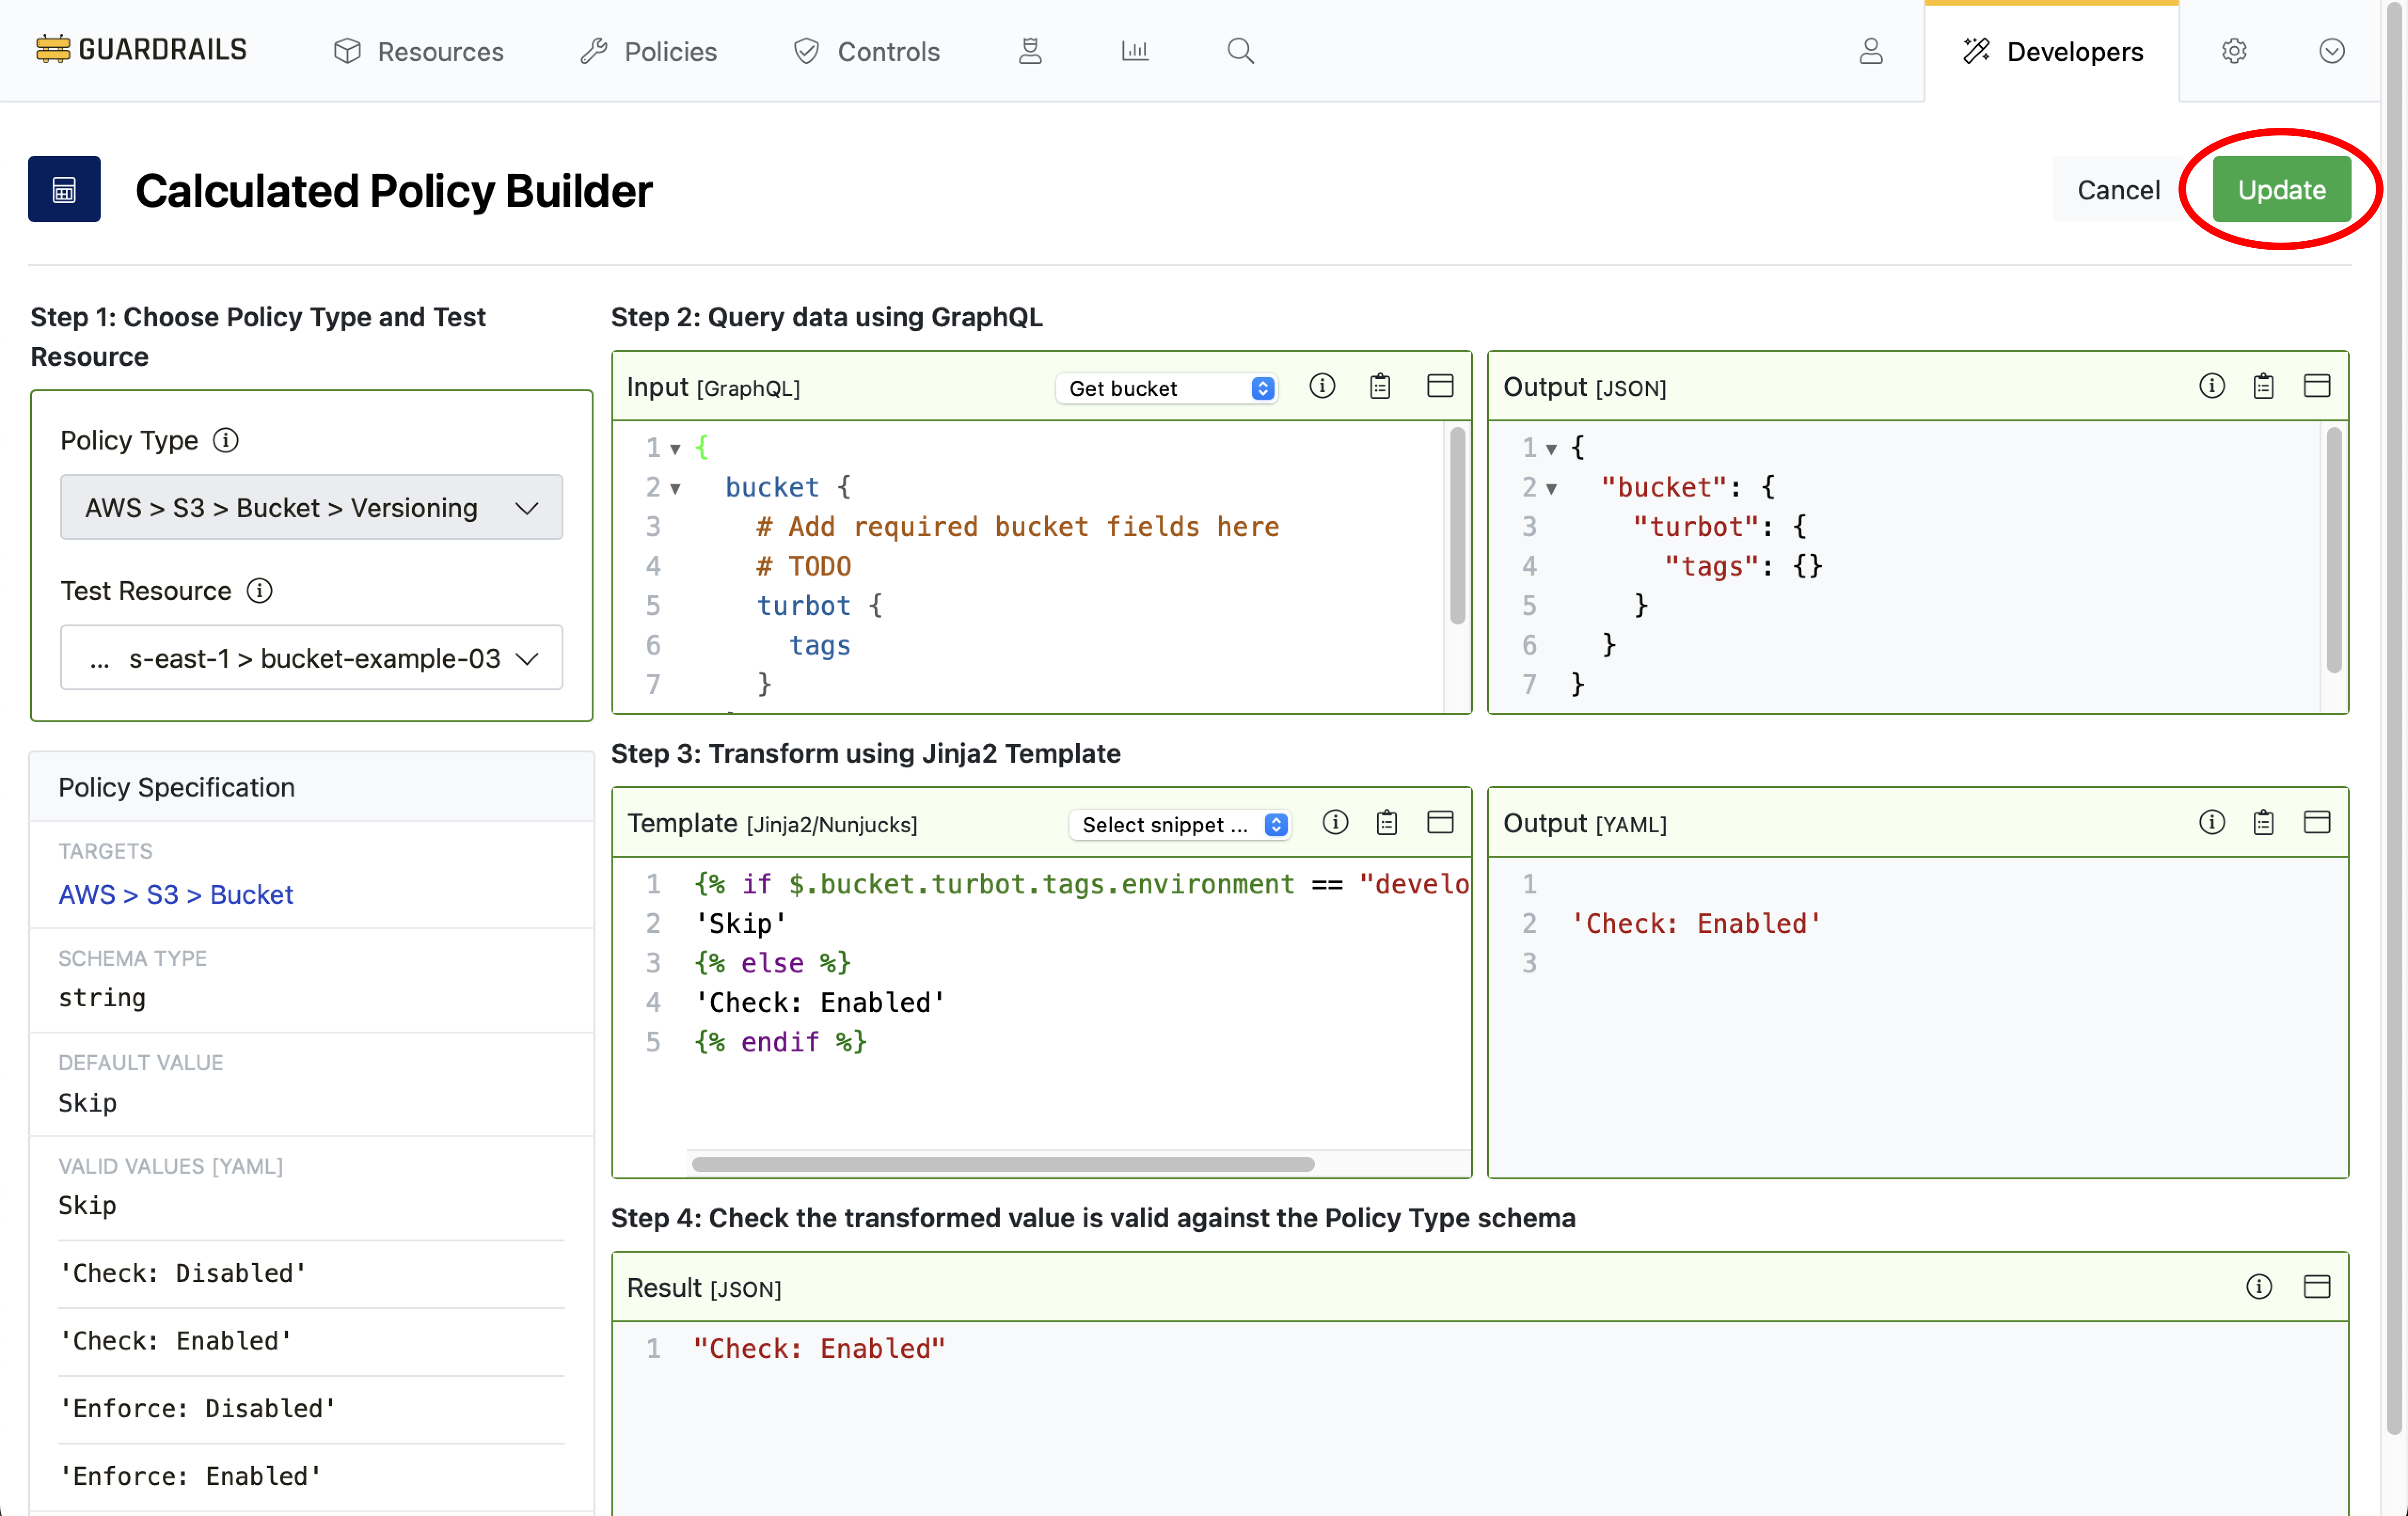 GUARDRAILS
Resources
Policies
Controls
Developers
Calculated Policy Builder
Cancel
Update
Step 1: Choose Policy Type and Test
Resource
Policy Type
AWS > S3 > Bucket > Versioning
Test Resource
... s-east-1 > bucket-example-03
Policy Specification
TARGETS
AWS > S3 > Bucket
SCHEMA TYPE
string
DEFAULT VALUE
Skip
VALID VALUES [YAML]
Skip
'Check: Disabled'
'Check: Enabled'
'Enforce: Disabled'
'Enforce: Enabled'
Step 2: Query data using GraphQL
Input [GraphQL]
Get bucket
1 {
2 bucket {
3 # Add required bucket fields here
4 # TODO
5 turbot {
6 tags
7 }
Output [JSON]
1 {
2 "bucket": {
3 "turbot": {
4 "tags": {}
5 }
6 }
7 }
Step 3: Transform using Jinja2 Template
Template [Jinja2/Nunjucks]
Select snippet ...
1 {% if $.bucket.turbot.tags.environment == "develo
2 'Skip'
3 {% else %}
4 'Check: Enabled'
5 {% endif %}
Output [YAML]
1
2 'Check: Enabled'
3
Step 4: Check the transformed value is valid against the Policy Type schema
Result [JSON]
1 "Check: Enabled"